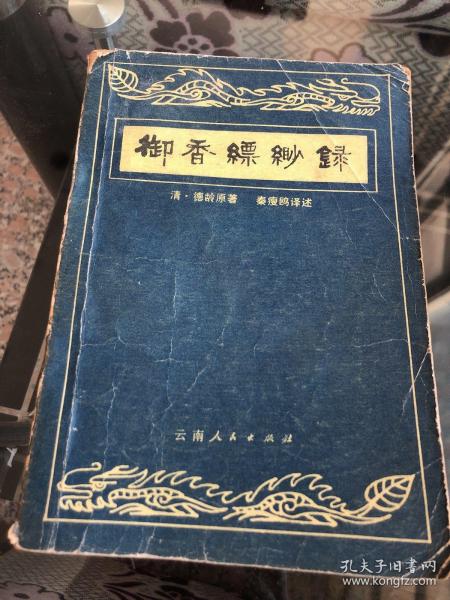 御香缥缈録
清·德龄原著 秦瘦鸥译述
云南人民出版社
孔夫子旧书网
www.kongfz.com